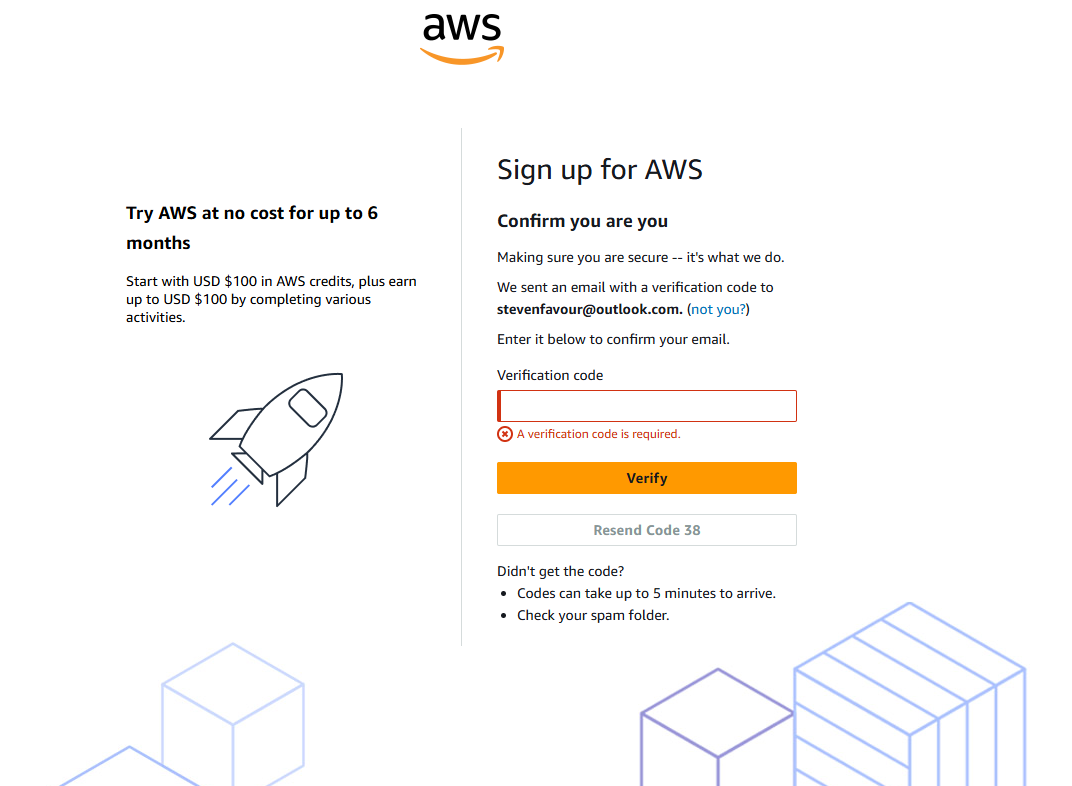 aws
Try AWS at no cost for up to 6
months
Start with USD $100 in AWS credits, plus earn
up to USD $100 by completing various
activities.
Sign up for AWS
Confirm you are you
Making sure you are secure -- it's what we do.
We sent an email with a verification code to
stevenfavour@outlook.com. (not you?)
Enter it below to confirm your email.
Verification code
A verification code is required.
Verify
Resend Code 38
Didn't get the code?
• Codes can take up to 5 minutes to arrive.
• Check your spam folder.